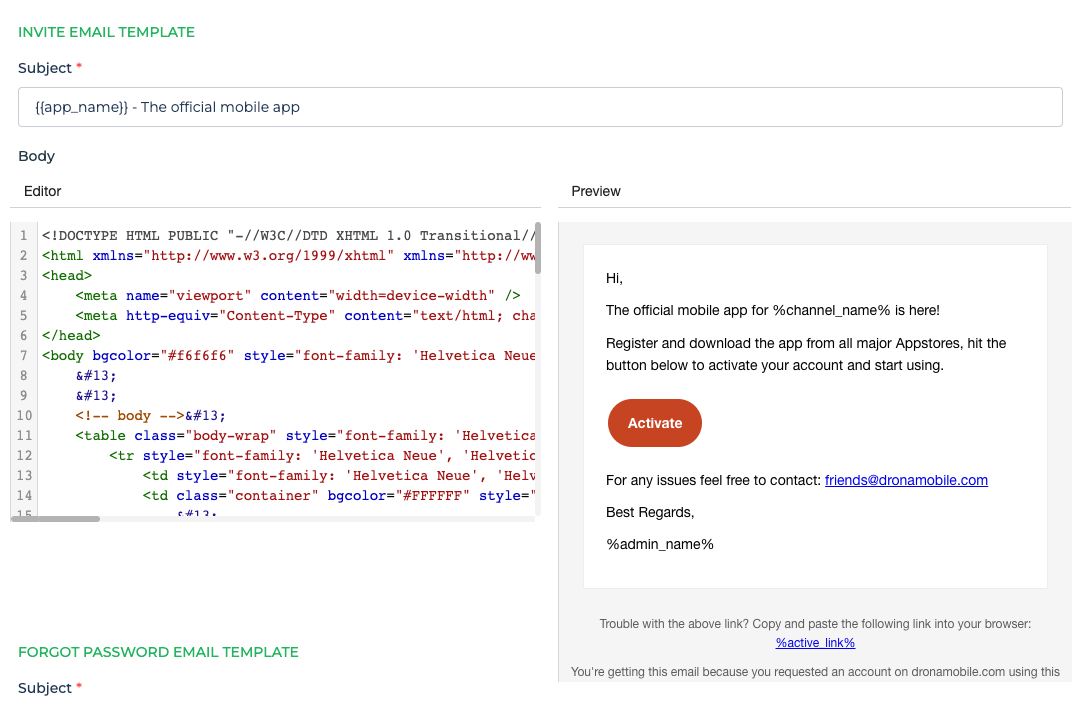 INVITE EMAIL TEMPLATE
Subject *
{{app_name}} - The official mobile app
Body
Editor
1 <!DOCTYPE HTML PUBLIC "-//W3C//DTD XHTML 1.0 Transitional//
2 <html xmlns="http://www.w3.org/1999/xhtml" xmlns="http://ww
3 <head>
4 <meta name="viewport" content="width=device-width" />
5 <meta http-equiv="Content-Type" content="text/html; cha
6 </head>
7 <body bgcolor="#f6f6f6" style="font-family: 'Helvetica Neue
8 &#13;
9 &#13;
10 <!-- body -->&#13;
11 <table class="body-wrap" style="font-family: 'Helvetica
12 <tr style="font-family: 'Helvetica Neue', 'Helvetic
13 <td style="font-family: 'Helvetica Neue', 'Helv
14 <td class="container" bgcolor="#FFFFFF" style="
15 &#13;
Preview
Hi,
The official mobile app for %channel_name% is here!
Register and download the app from all major Appstores, hit the
button below to activate your account and start using.
Activate
For any issues feel free to contact: friends@dronamobile.com
Best Regards,
%admin_name%
Trouble with the above link? Copy and paste the following link into your browser:
%active_link%
You're getting this email because you requested an account on dronamobile.com using this
FORGOT PASSWORD EMAIL TEMPLATE
Subject *